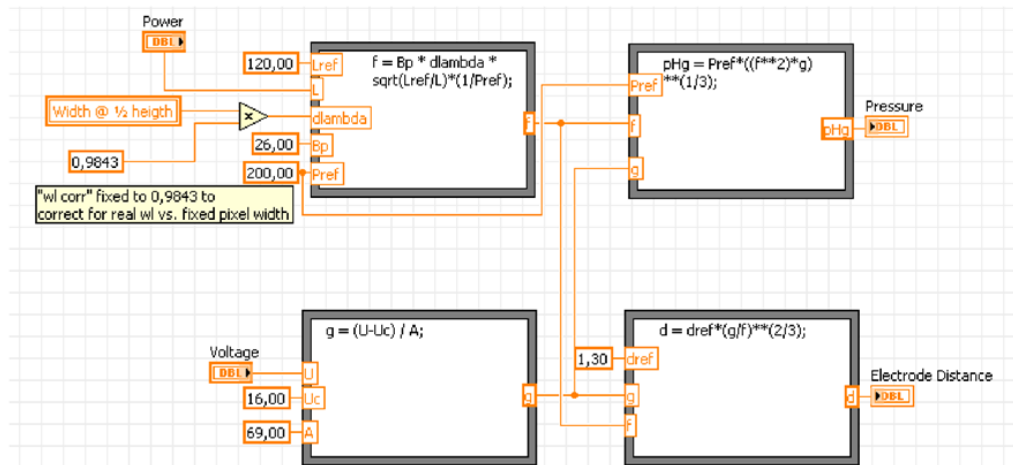 Power
DBL
120,00
Lref
f = Bp * dlambda *
sqrt(Lref/L)*(1/Pref);
L
Width @ ½ heigth
dlambda
x
26,00
Bp
f
0,9843
200,00
Pref
"wl corr" fixed to 0,9843 to
correct for real wl vs. fixed pixel width
pHg = Pref*((f**2)*g)
**(1/3);
Pref
f
g
pHg
Pressure
DBL
g = (U-Uc) / A;
Voltage
DBL
U
16,00
Uc
69,00
A
g
d = dref*(g/f)**(2/3);
1,30
dref
g
f
d
Electrode Distance
DBL